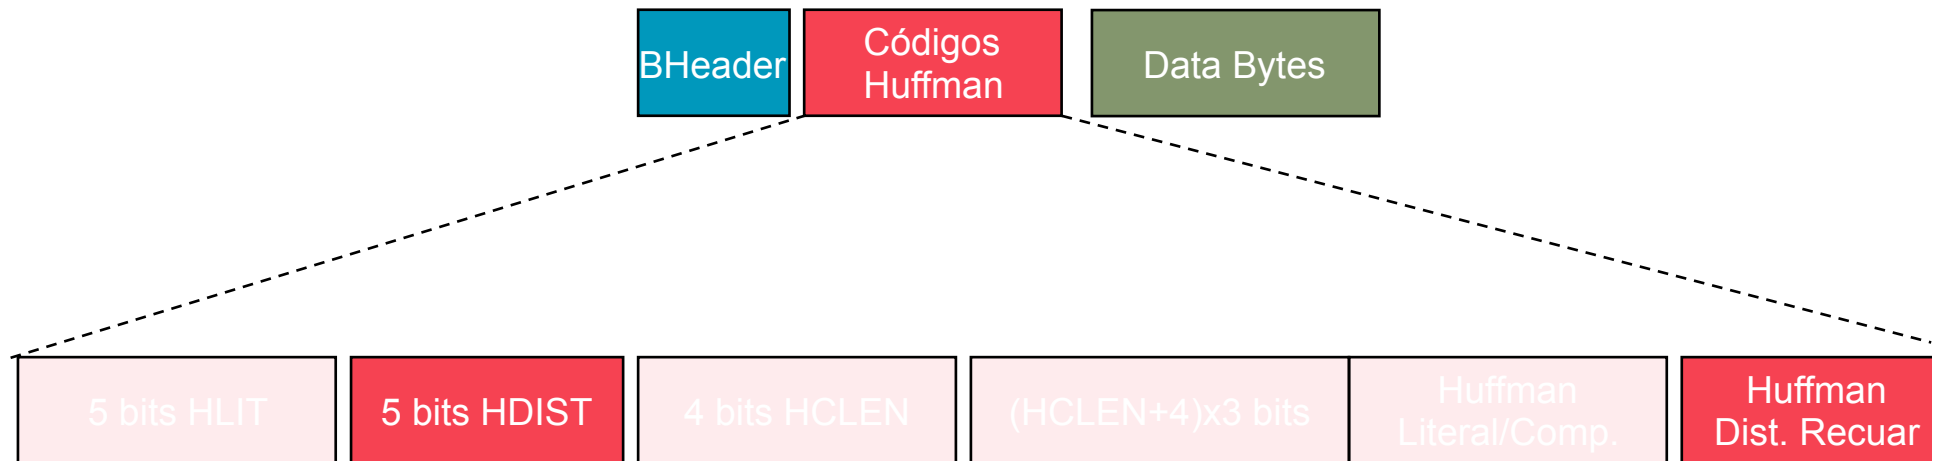 BHeader
Códigos
Huffman
Data Bytes
5 bits HLIT
5 bits HDIST
4 bits HCLEN
(HCLEN+4)x3 bits
Huffman
Literal/Comp.
Huffman
Dist. Recuar